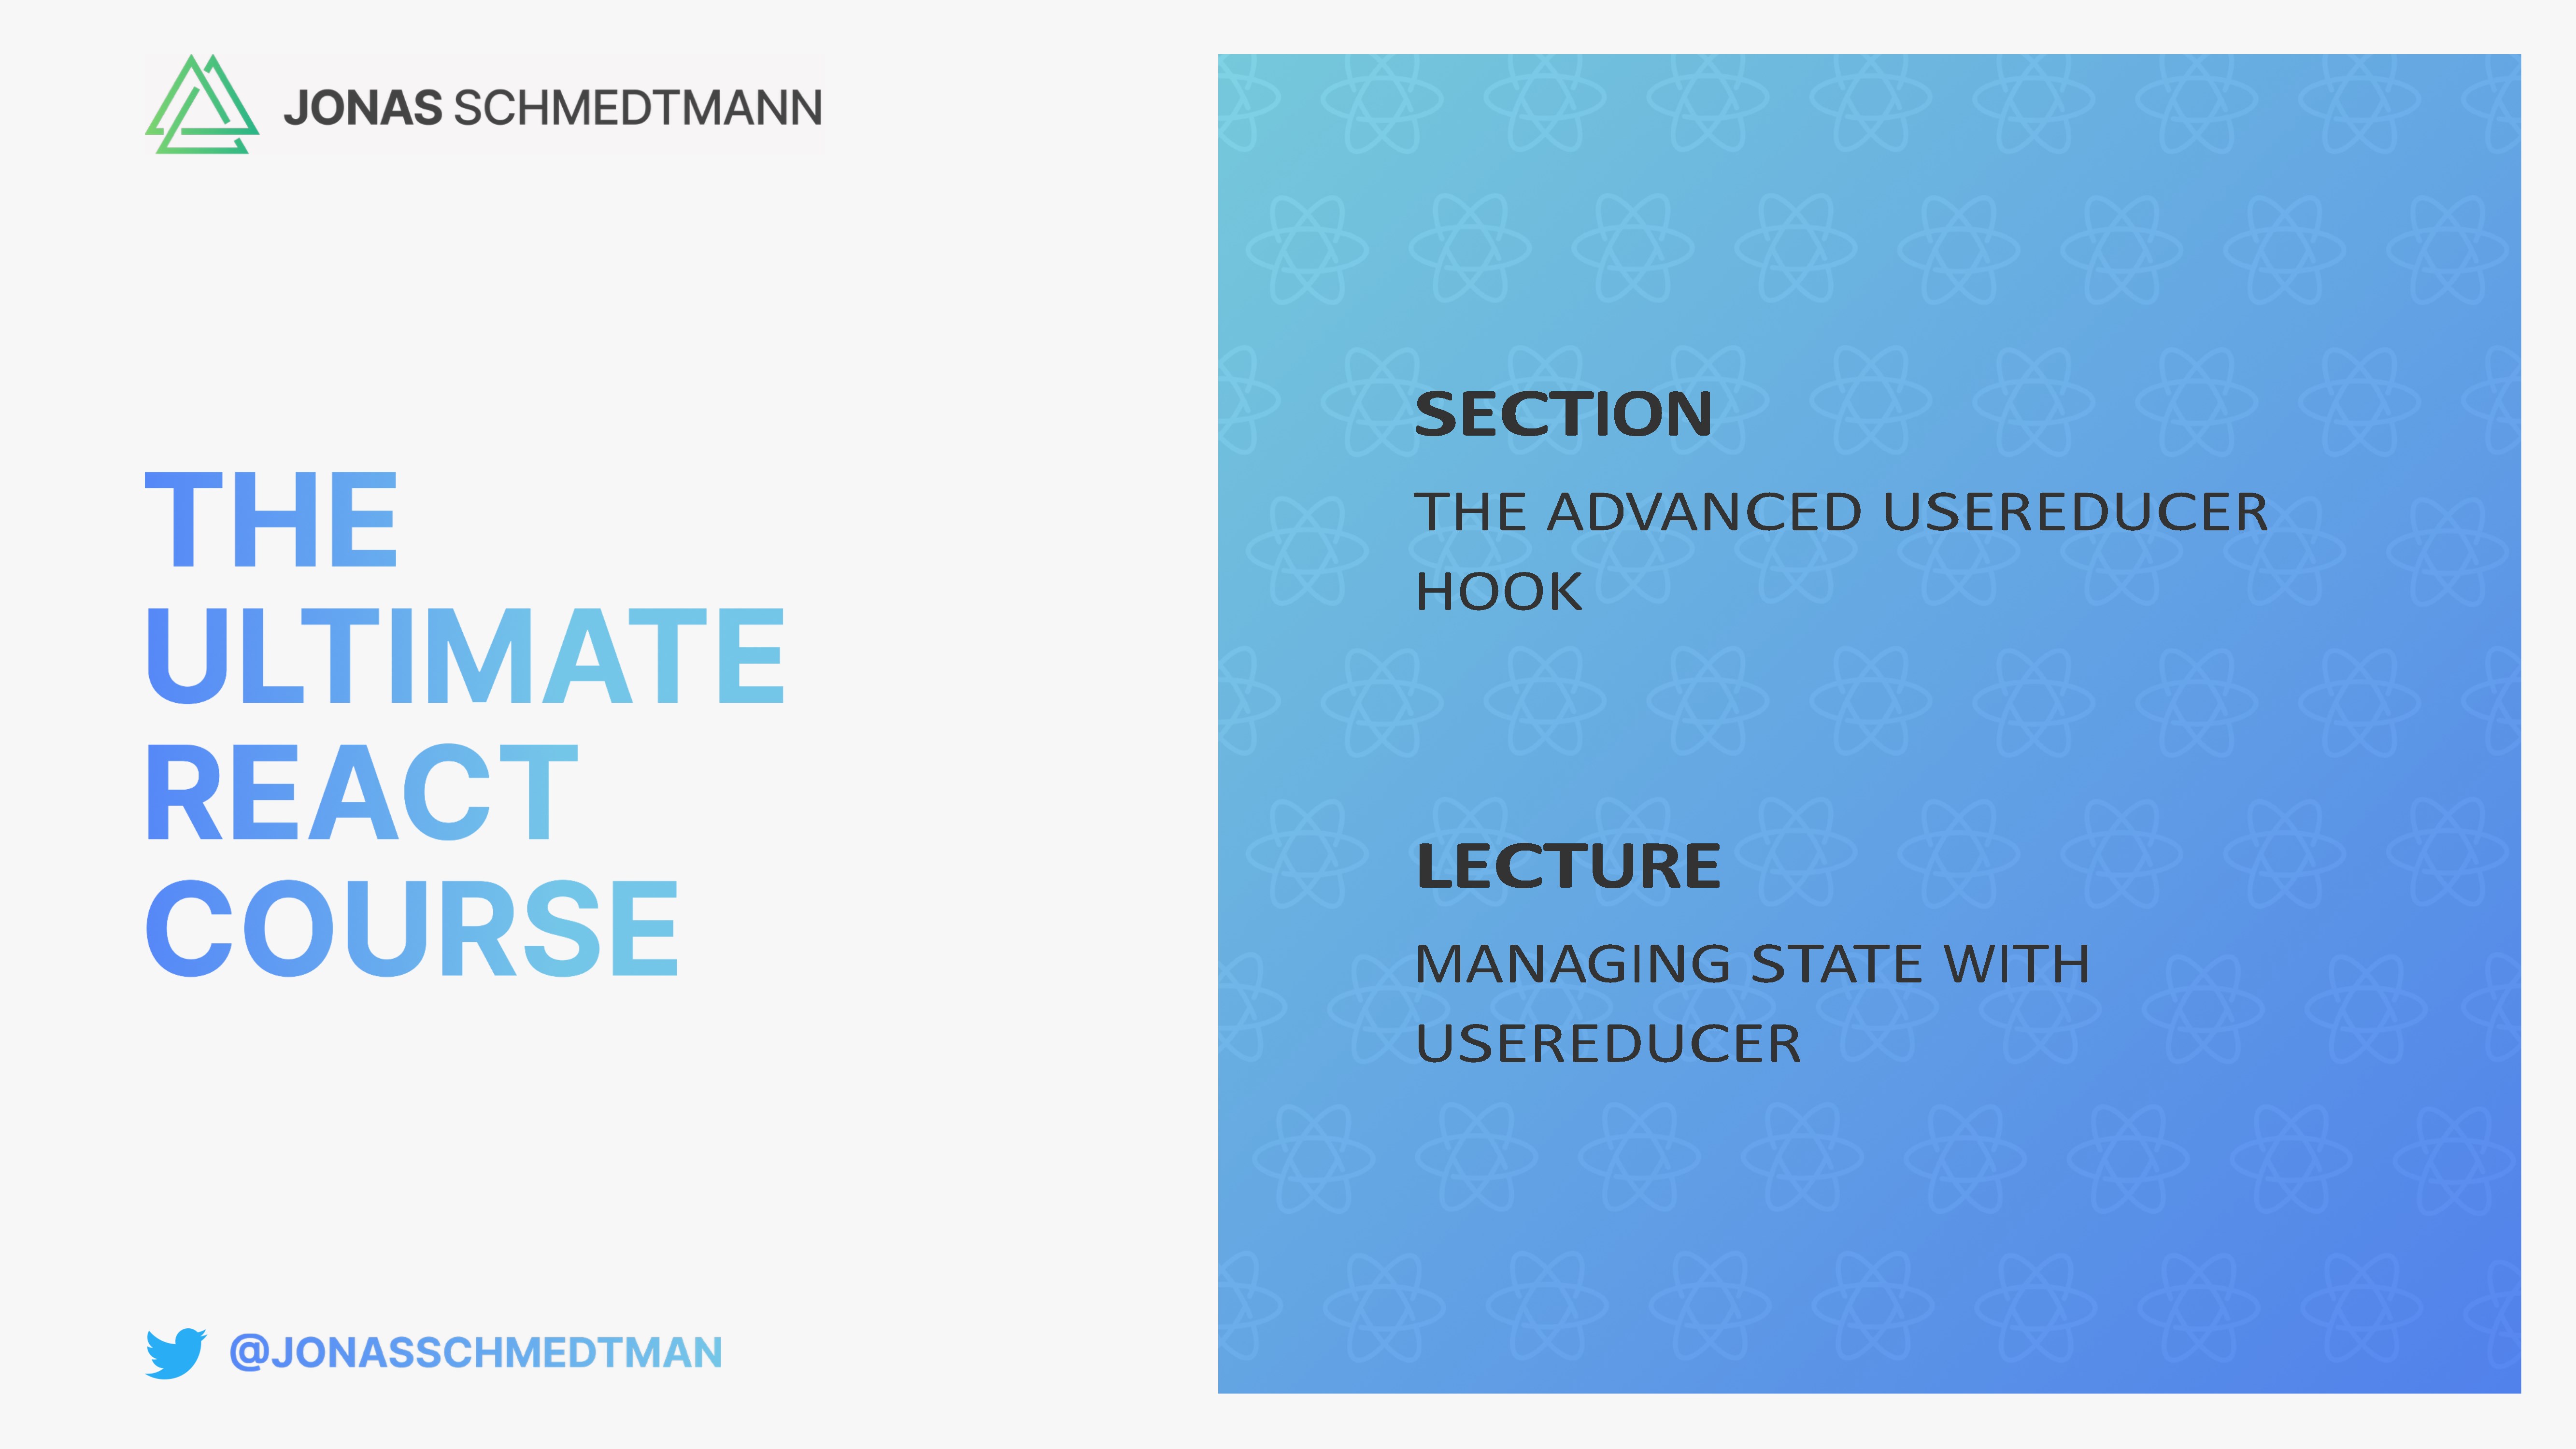 JONAS SCHMEDTMANN
THE
ULTIMATE
REACT
COURSE
@JONASSCHMEDTMAN
SECTION
THE ADVANCED USEREDUCER
HOOK
LECTURE
MANAGING STATE WITH
USEREDUCER